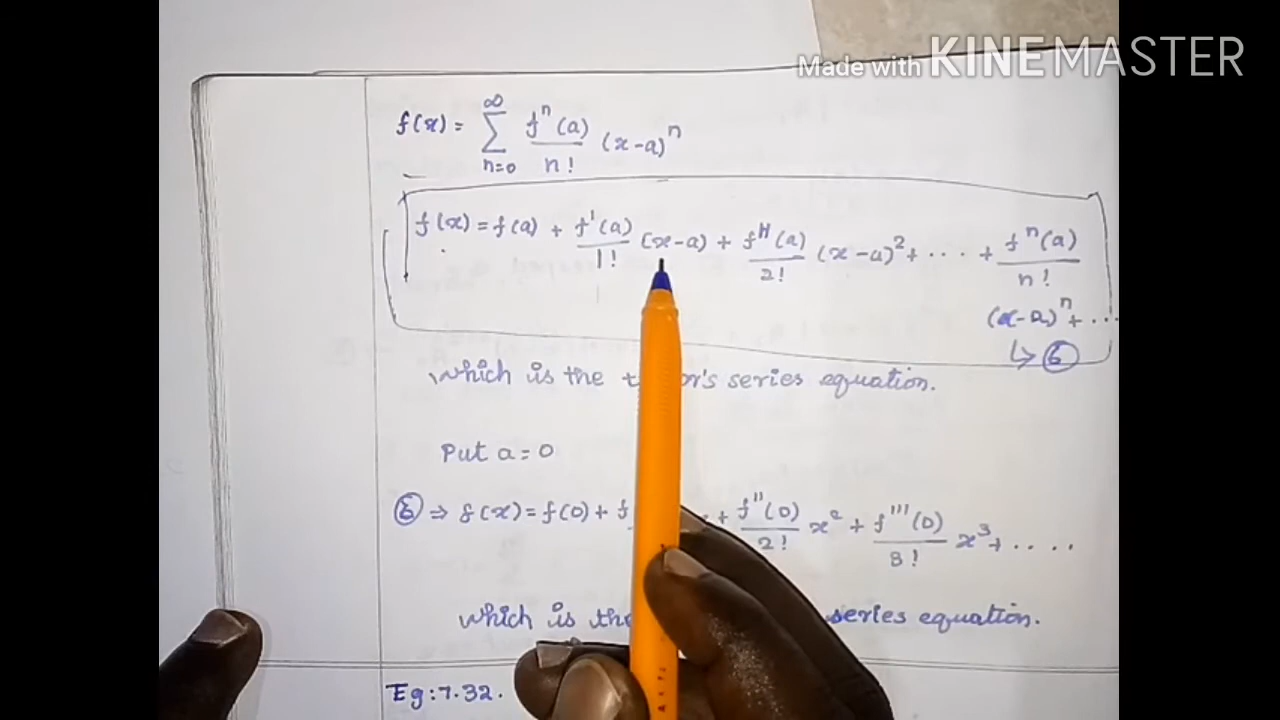 Made with KINEMASTER
f(x) = ∞ Σ n=0 fⁿ(a) / n! (x-a)ⁿ
f(x) = f(a) + f'(a) / 1! (x-a) + f''(a) / 2! (x-a)² + .... + fⁿ(a) / n!
(x-a)ⁿ + ...
↳ ⑥
which is the series equation.
Put a = 0
⑥ ⇒ f(x) = f(0) + f + f''(0) / 2! x² + f'''(0) / 3! x³ + ....
which is the series equation.
Eg: 7.32.